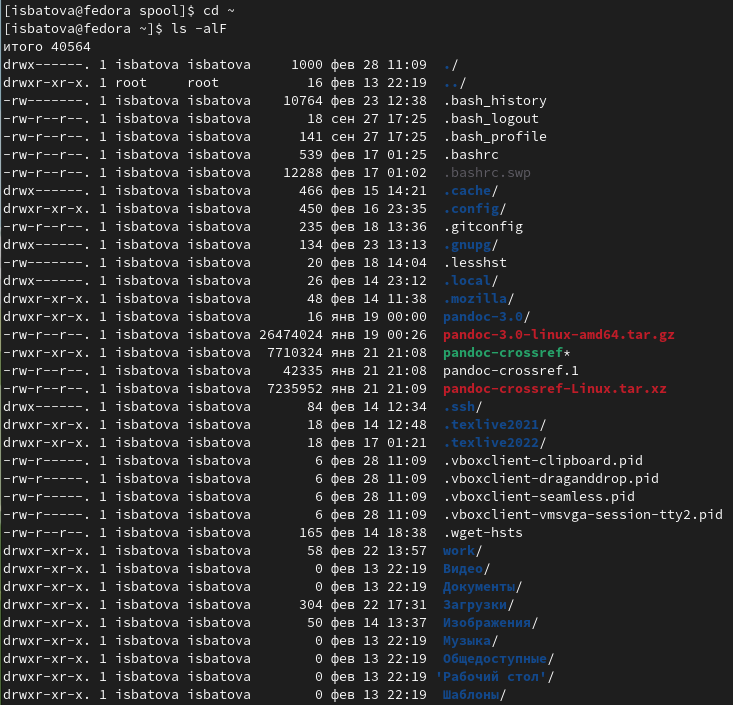 [isbatova@fedora spool]$ cd ~
[isbatova@fedora ~]$ ls -alF
итого 40564
drwx------. 1 isbatova isbatova     1000 фев 28 11:09  ./
drwxr-xr-x. 1 root     root           16 фев 13 22:19  ../
-rw-------. 1 isbatova isbatova    10764 фев 23 12:38  .bash_history
-rw-r--r--. 1 isbatova isbatova       18 сен 27 17:25  .bash_logout
-rw-r--r--. 1 isbatova isbatova      141 сен 27 17:25  .bash_profile
-rw-r--r--. 1 isbatova isbatova      539 фев 17 01:25  .bashrc
-rw-r--r--. 1 isbatova isbatova    12288 фев 17 01:02  .bashrc.swp
drwx------. 1 isbatova isbatova      466 фев 15 14:21  .cache/
drwxr-xr-x. 1 isbatova isbatova      450 фев 16 23:35  .config/
-rw-r--r--. 1 isbatova isbatova      235 фев 18 13:36  .gitconfig
drwx------. 1 isbatova isbatova      134 фев 23 13:13  .gnupg/
-rw-------. 1 isbatova isbatova       20 фев 18 14:04  .lesshst
drwx------. 1 isbatova isbatova       26 фев 14 23:12  .local/
drwxr-xr-x. 1 isbatova isbatova       48 фев 14 11:38  .mozilla/
drwxr-xr-x. 1 isbatova isbatova       16 янв 19 00:00  pandoc-3.0/
-rw-r--r--. 1 isbatova isbatova 26474024 янв 19 00:26  pandoc-3.0-linux-amd64.tar.gz
-rwxr-xr-x. 1 isbatova isbatova  7710324 янв 21 21:08  pandoc-crossref*
-rw-r--r--. 1 isbatova isbatova    42335 янв 21 21:08  pandoc-crossref.1
-rw-r--r--. 1 isbatova isbatova  7235952 янв 21 21:09  pandoc-crossref-Linux.tar.xz
drwx------. 1 isbatova isbatova       84 фев 14 12:34  .ssh/
drwxr-xr-x. 1 isbatova isbatova       18 фев 14 12:48  .texlive2021/
drwxr-xr-x. 1 isbatova isbatova       18 фев 17 01:21  .texlive2022/
-rw-r-----. 1 isbatova isbatova        6 фев 28 11:09  .vboxclient-clipboard.pid
-rw-r-----. 1 isbatova isbatova        6 фев 28 11:09  .vboxclient-draganddrop.pid
-rw-r-----. 1 isbatova isbatova        6 фев 28 11:09  .vboxclient-seamless.pid
-rw-r-----. 1 isbatova isbatova        6 фев 28 11:09  .vboxclient-vmsvga-session-tty2.pid
-rw-r--r--. 1 isbatova isbatova      165 фев 14 18:38  .wget-hsts
drwxr-xr-x. 1 isbatova isbatova       58 фев 22 13:57  work/
drwxr-xr-x. 1 isbatova isbatova        0 фев 13 22:19  Видео/
drwxr-xr-x. 1 isbatova isbatova        0 фев 13 22:19  Документы/
drwxr-xr-x. 1 isbatova isbatova      304 фев 22 17:31  Загрузки/
drwxr-xr-x. 1 isbatova isbatova       50 фев 14 13:37  Изображения/
drwxr-xr-x. 1 isbatova isbatova        0 фев 13 22:19  Музыка/
drwxr-xr-x. 1 isbatova isbatova        0 фев 13 22:19  Общедоступные/
drwxr-xr-x. 1 isbatova isbatova        0 фев 13 22:19 'Рабочий стол'/
drwxr-xr-x. 1 isbatova isbatova        0 фев 13 22:19  Шаблоны/